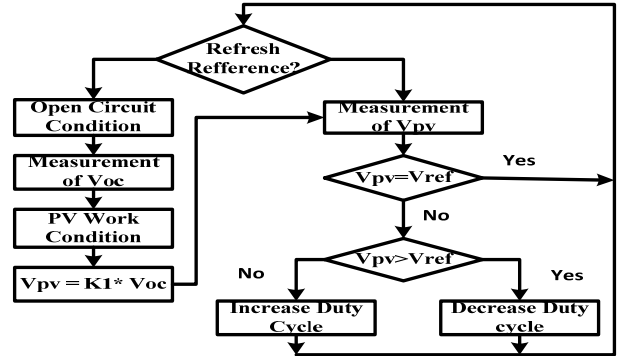 Refresh
Refference?
Open Circuit
Condition
Measurement
of Voc
PV Work
Condition
Vpv = K1* Voc
Measurement
of Vpv
Vpv=Vref
Yes
No
Vpv>Vref
No
Yes
Increase Duty
Cycle
Decrease Duty
cycle